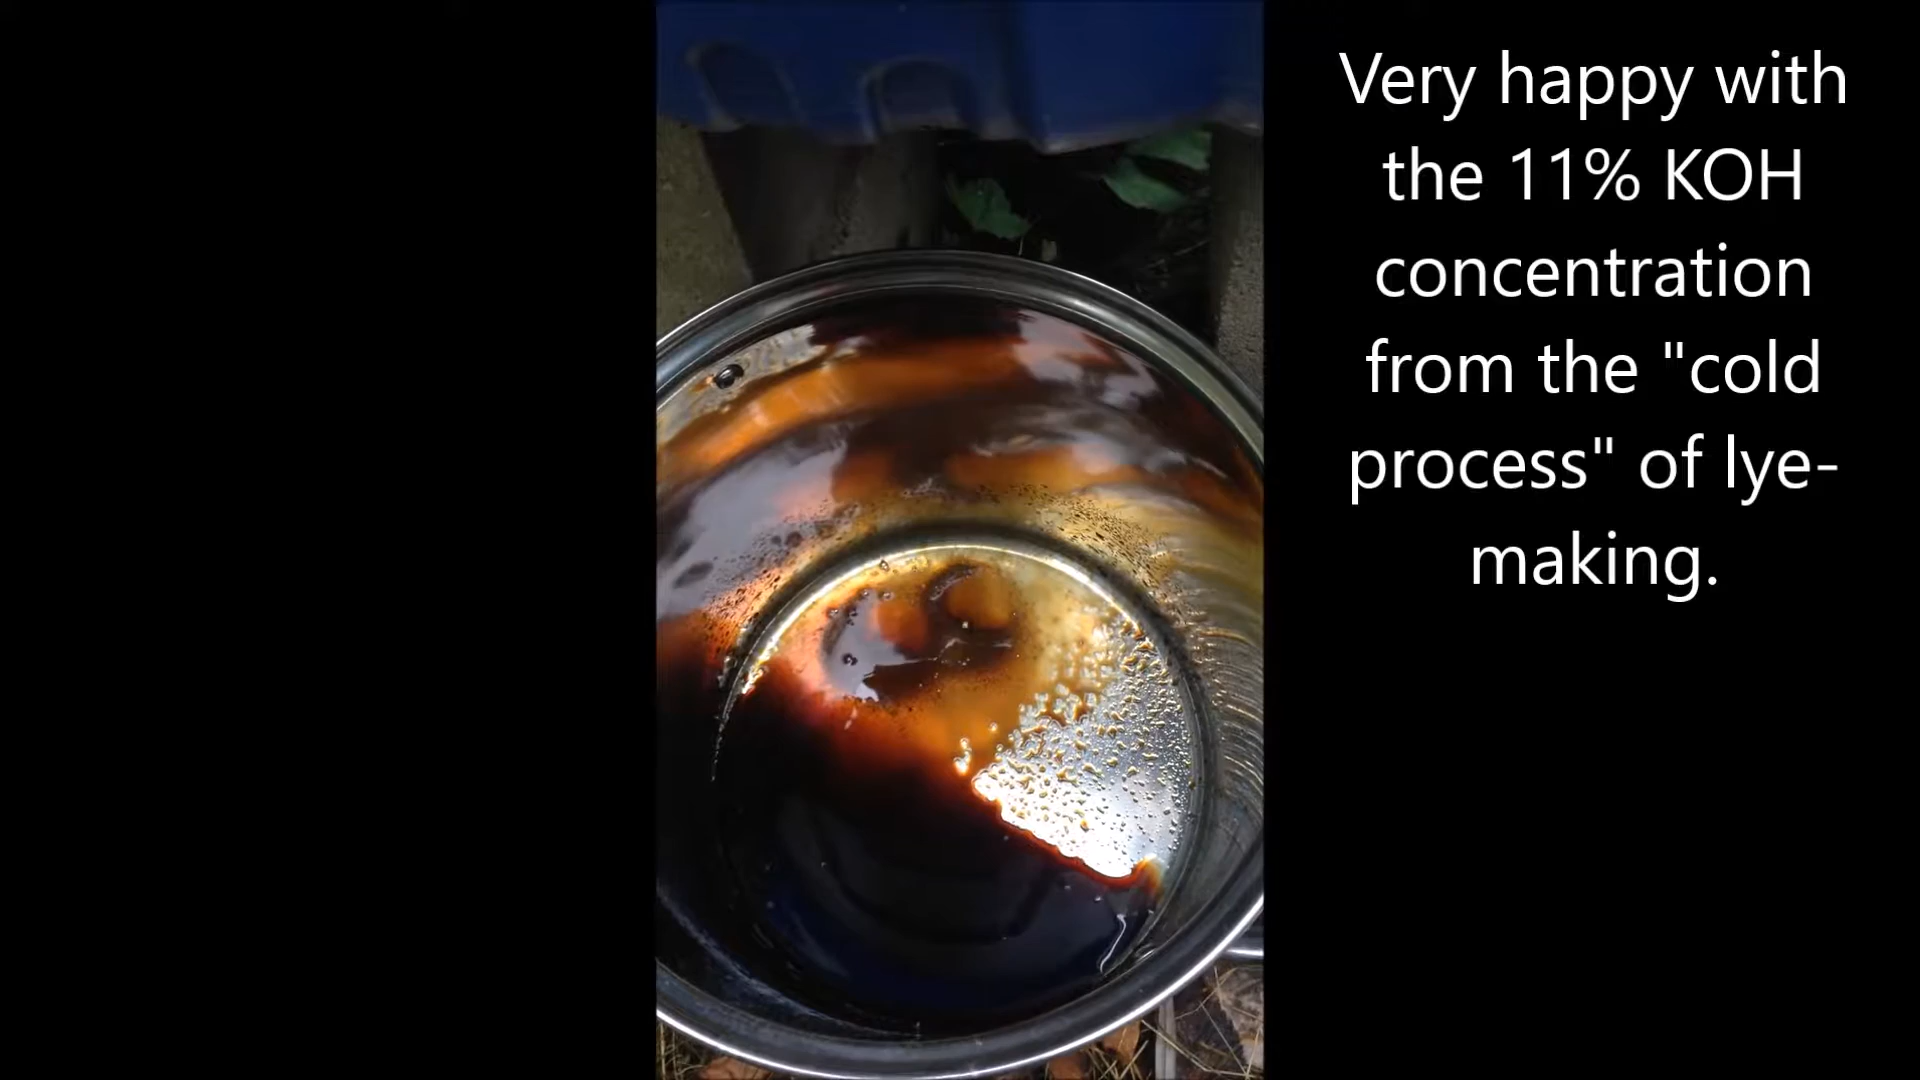 Very happy with
the 11% KOH
concentration
from the "cold
process" of lye-
making.